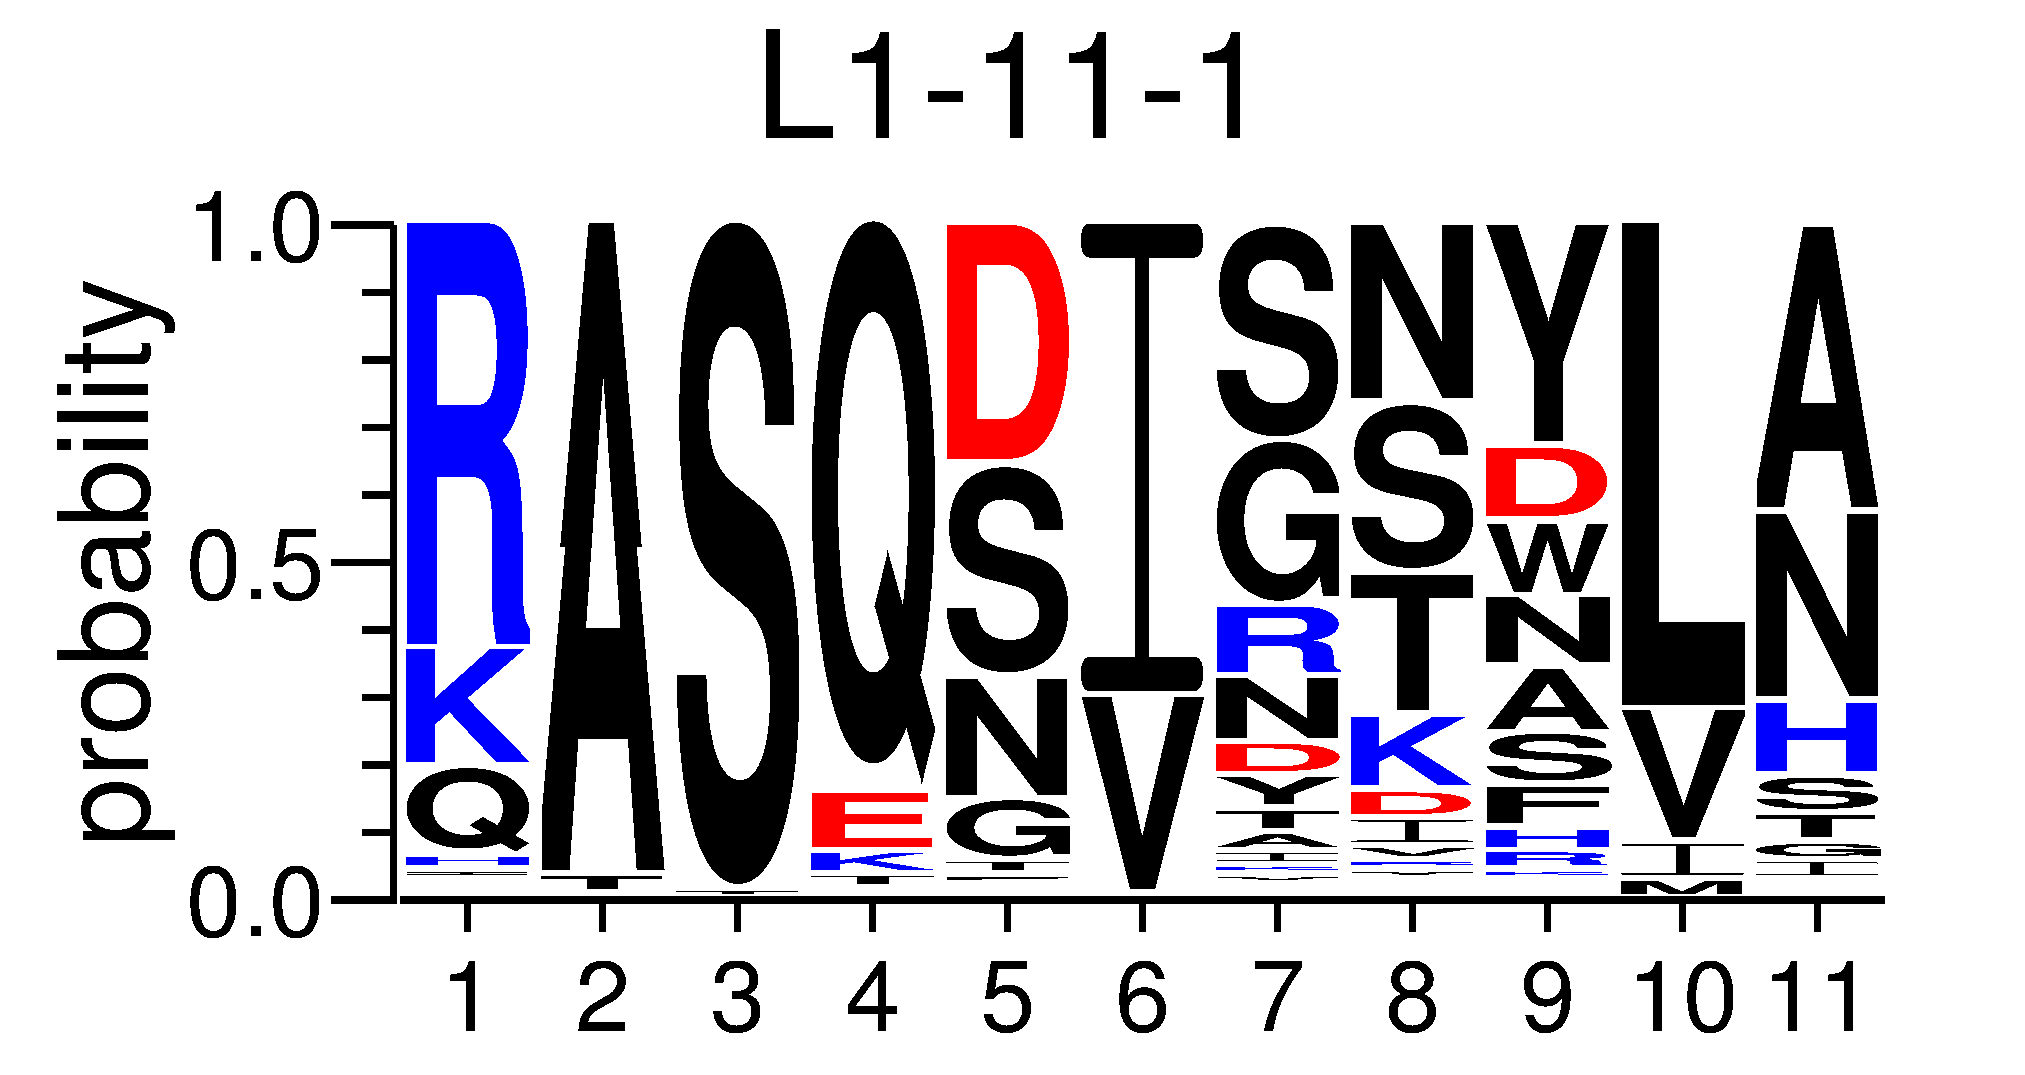 L1-11-1
probability
1.0
0.5
0.0
R A S Q D I S N Y L A
K T E S V G S D V N
Q K N R T W I H
H T G N K N M S
T D D A T
Y I S G
T V F I
A H
I R
1 2 3 4 5 6 7 8 9 10 11